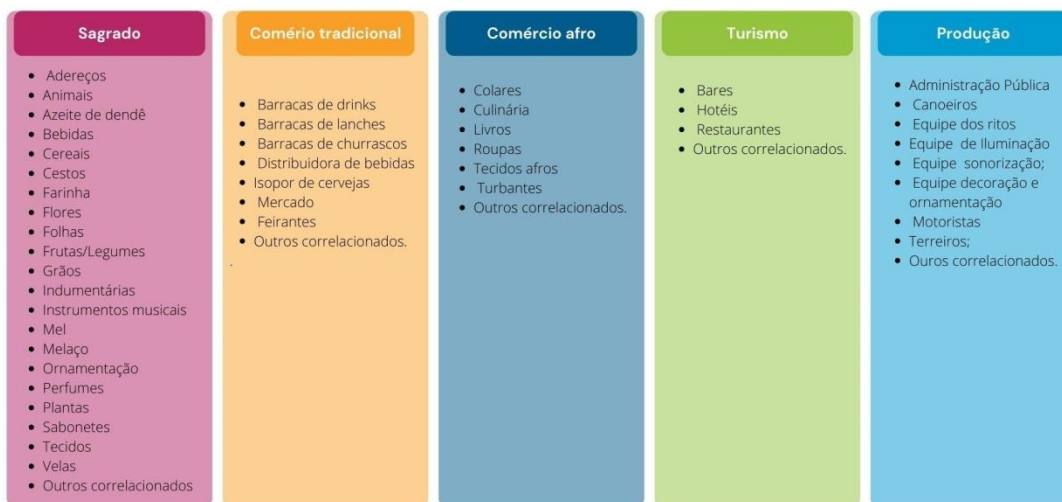 Sagrado
Adereços
Animais
Azeite de dendê
Bebidas
Cereais
Cestos
Farinha
Flores
Folhas
Frutas/Legumes
Grãos
Indumentárias
Instrumentos musicais
Mel
Melaço
Ornamentação
Perfumes
Plantas
Sabonetes
Tecidos
Velas
Outros correlacionados
Comério tradicional
Barracas de drinks
Barracas de lanches
Barracas de churrascos
Distribuidora de bebidas
Isopor de cervejas
Mercado
Feirantes
Outros correlacionados.
.
Comércio afro
Colares
Culinária
Livros
Roupas
Tecidos afros
Turbantes
Outros correlacionados.
Turismo
Bares
Hotéis
Restaurantes
Outros correlacionados.
Produção
Administração Pública
Canoeiros
Equipe dos ritos
Equipe de Iluminação
Equipe sonorização;
Equipe decoração e
ornamentação
Motoristas
Terreiros;
Ouros correlacionados.